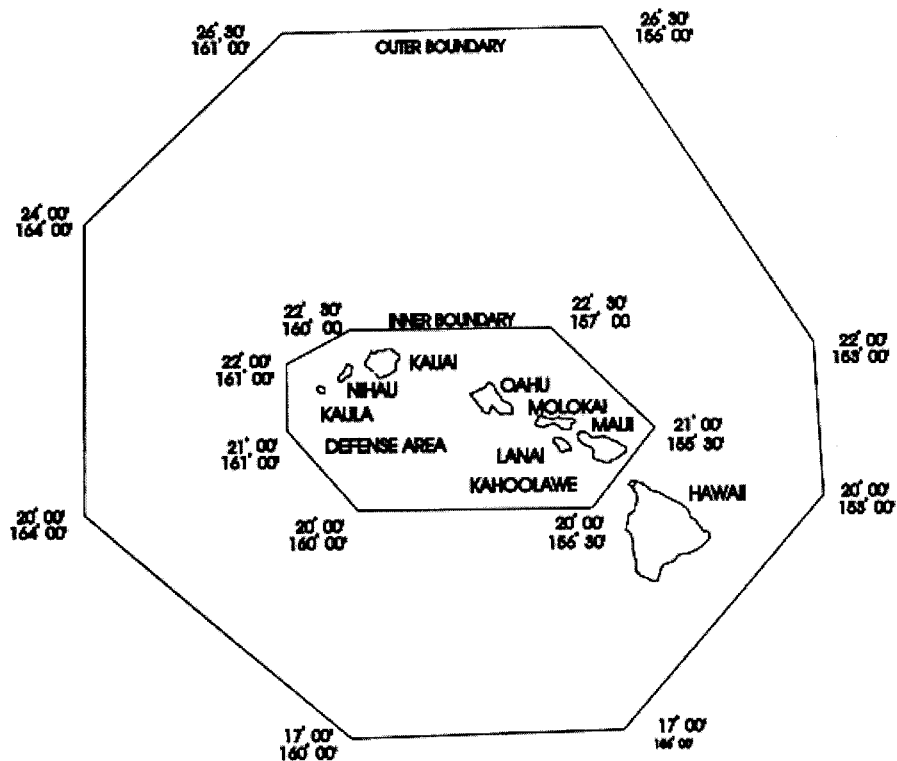 26° 30'
161° 00'
OUTER BOUNDARY
26° 30'
156° 00'
24° 00'
164° 00'
22° 30'
160° 00
INNER BOUNDARY
22° 30'
157° 00
22° 00'
153° 00'
22° 00'
161° 00'
KAUAI
NIHAU
KAULA
OAHU
MOLOKAI
MAUI
21° 00'
155° 30'
21° 00'
161° 00'
DEFENSE AREA
LANAI
KAHOOLAWE
HAWAII
20° 00'
164° 00'
20° 00'
160° 00'
20° 00'
156° 30'
20° 00'
153° 00'
17° 00'
160° 00'
17° 00'